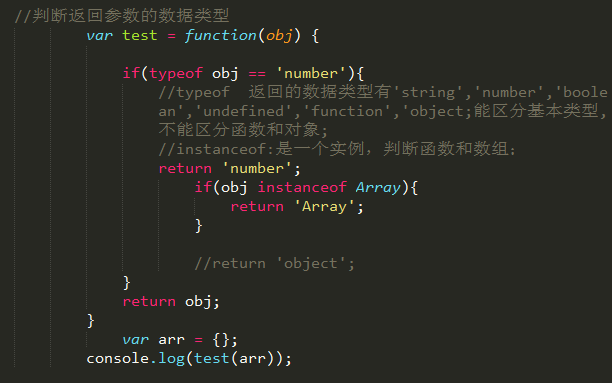 //判断返回参数的数据类型
var test = function(obj) {
if(typeof obj == 'number'){
//typeof 返回的数据类型有'string','number','boole
an','undefined','function','object;能区分基本类型,
不能区分函数和对象;
//instanceof:是一个实例，判断函数和数组；
return 'number';
if(obj instanceof Array){
return 'Array';
}
//return 'object';
}
return obj;
}
var arr = {};
console.log(test(arr));